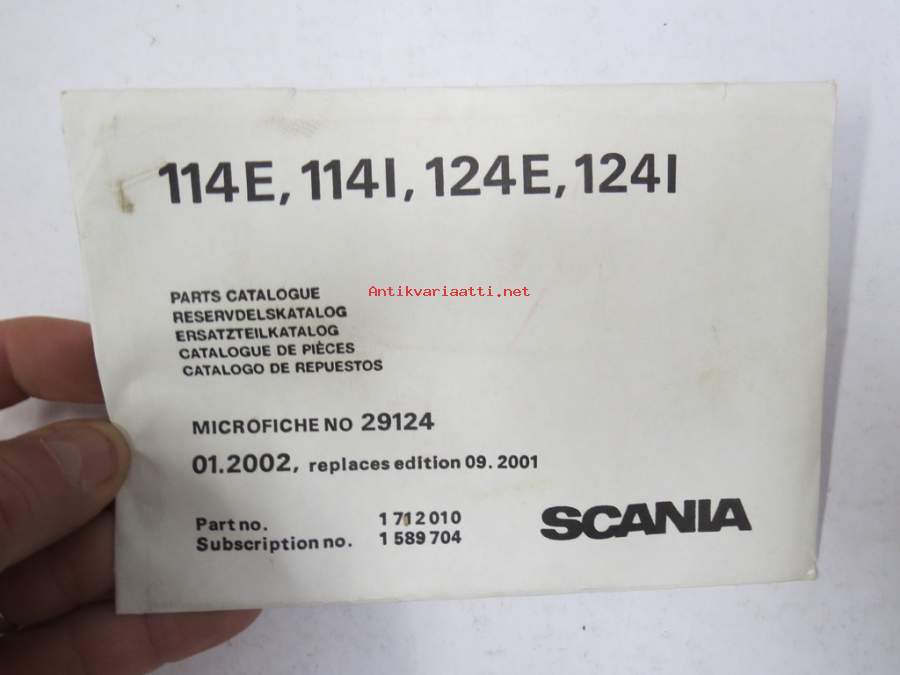 114E, 114I, 124E, 124I
Antikvariaatti.net
PARTS CATALOGUE
RESERVDELSKATALOG
ERSATZTEILKATALOG
CATALOGUE DE PIÈCES
CATALOGO DE REPUESTOS
MICROFICHE NO 29124
01.2002, replaces edition 09. 2001
Part no. 1 712 010
Subscription no. 1 589 704
SCANIA